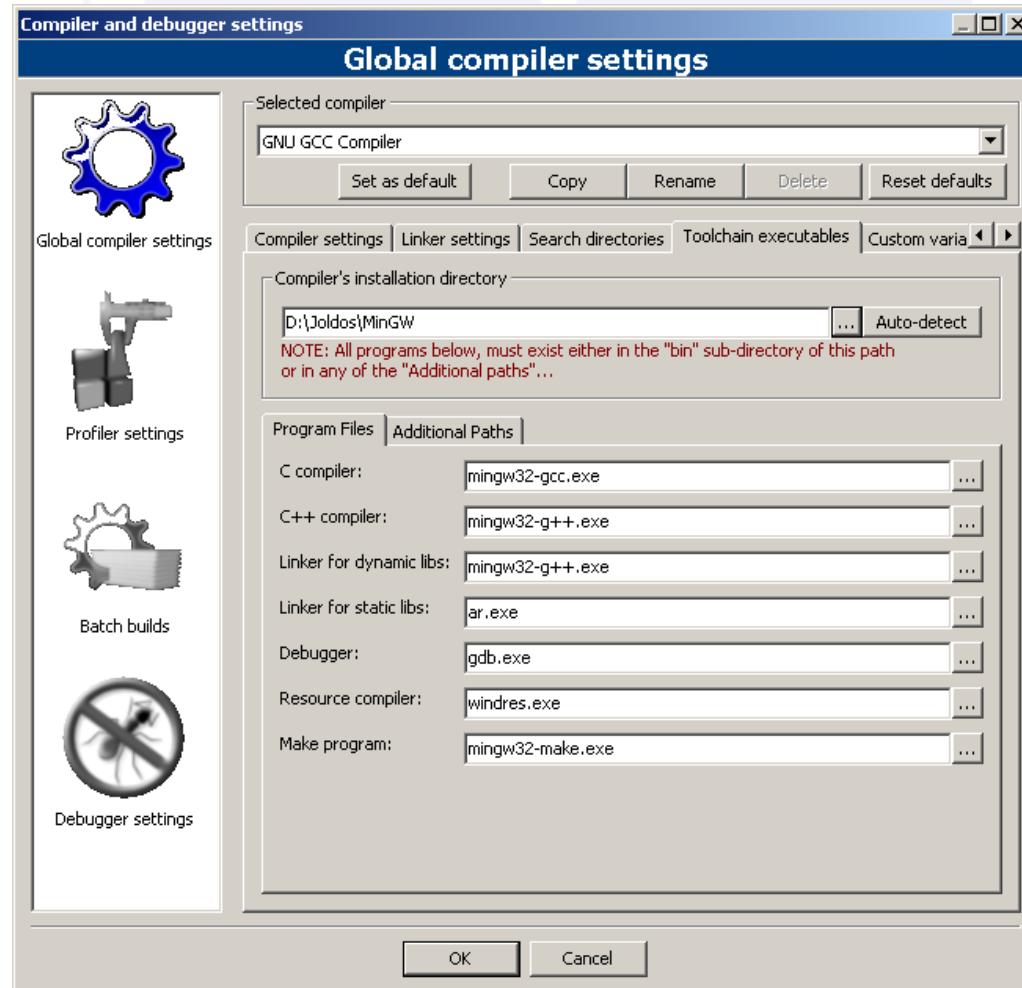 Compiler and debugger settings
Global compiler settings
Global compiler settings
Profiler settings
Batch builds
Debugger settings
Selected compiler
GNU GCC Compiler
Set as default Copy Rename Delete Reset defaults
Compiler settings Linker settings Search directories Toolchain executables Custom varia
Compiler's installation directory
D:\Joldos\MinGW ... Auto-detect
NOTE: All programs below, must exist either in the "bin" sub-directory of this path
or in any of the "Additional paths"...
Program Files Additional Paths
C compiler: mingw32-gcc.exe ...
C++ compiler: mingw32-g++.exe ...
Linker for dynamic libs: mingw32-g++.exe ...
Linker for static libs: ar.exe ...
Debugger: gdb.exe ...
Resource compiler: windres.exe ...
Make program: mingw32-make.exe ...
OK Cancel